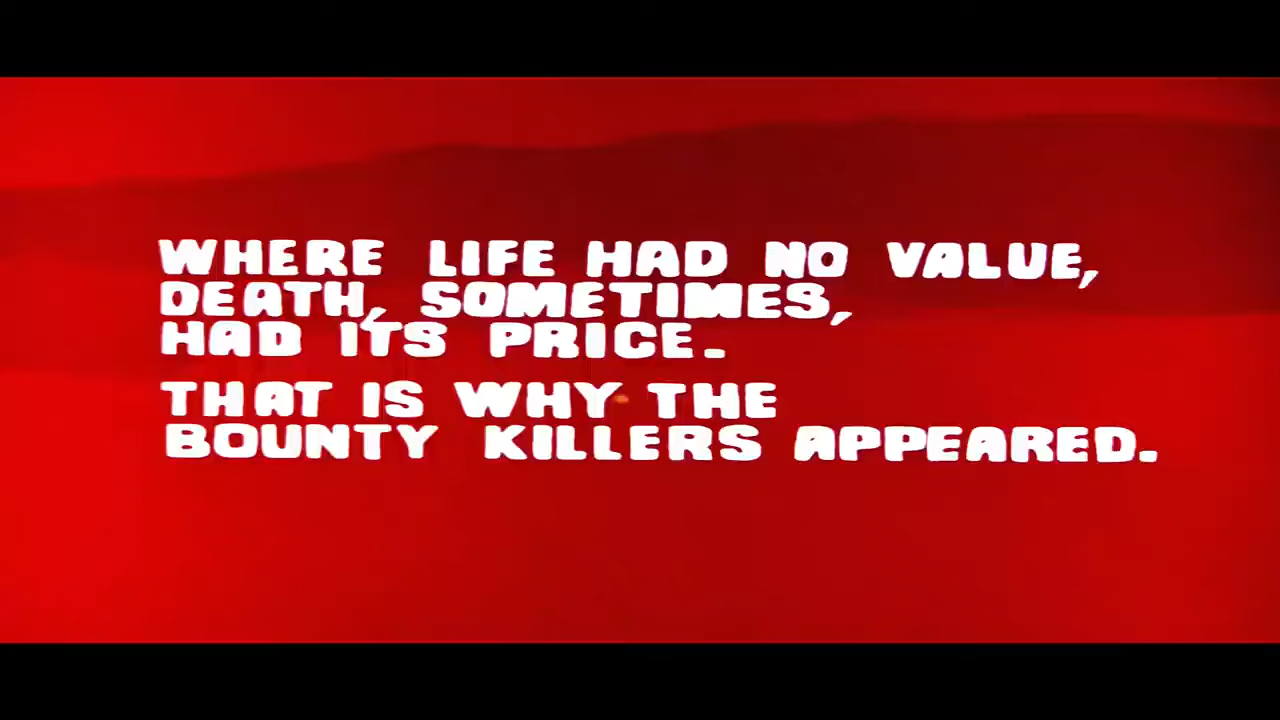 WHERE LIFE HAD NO VALUE,
DEATH, SOMETIMES,
HAD ITS PRICE.
THAT IS WHY THE
BOUNTY KILLERS APPEARED.